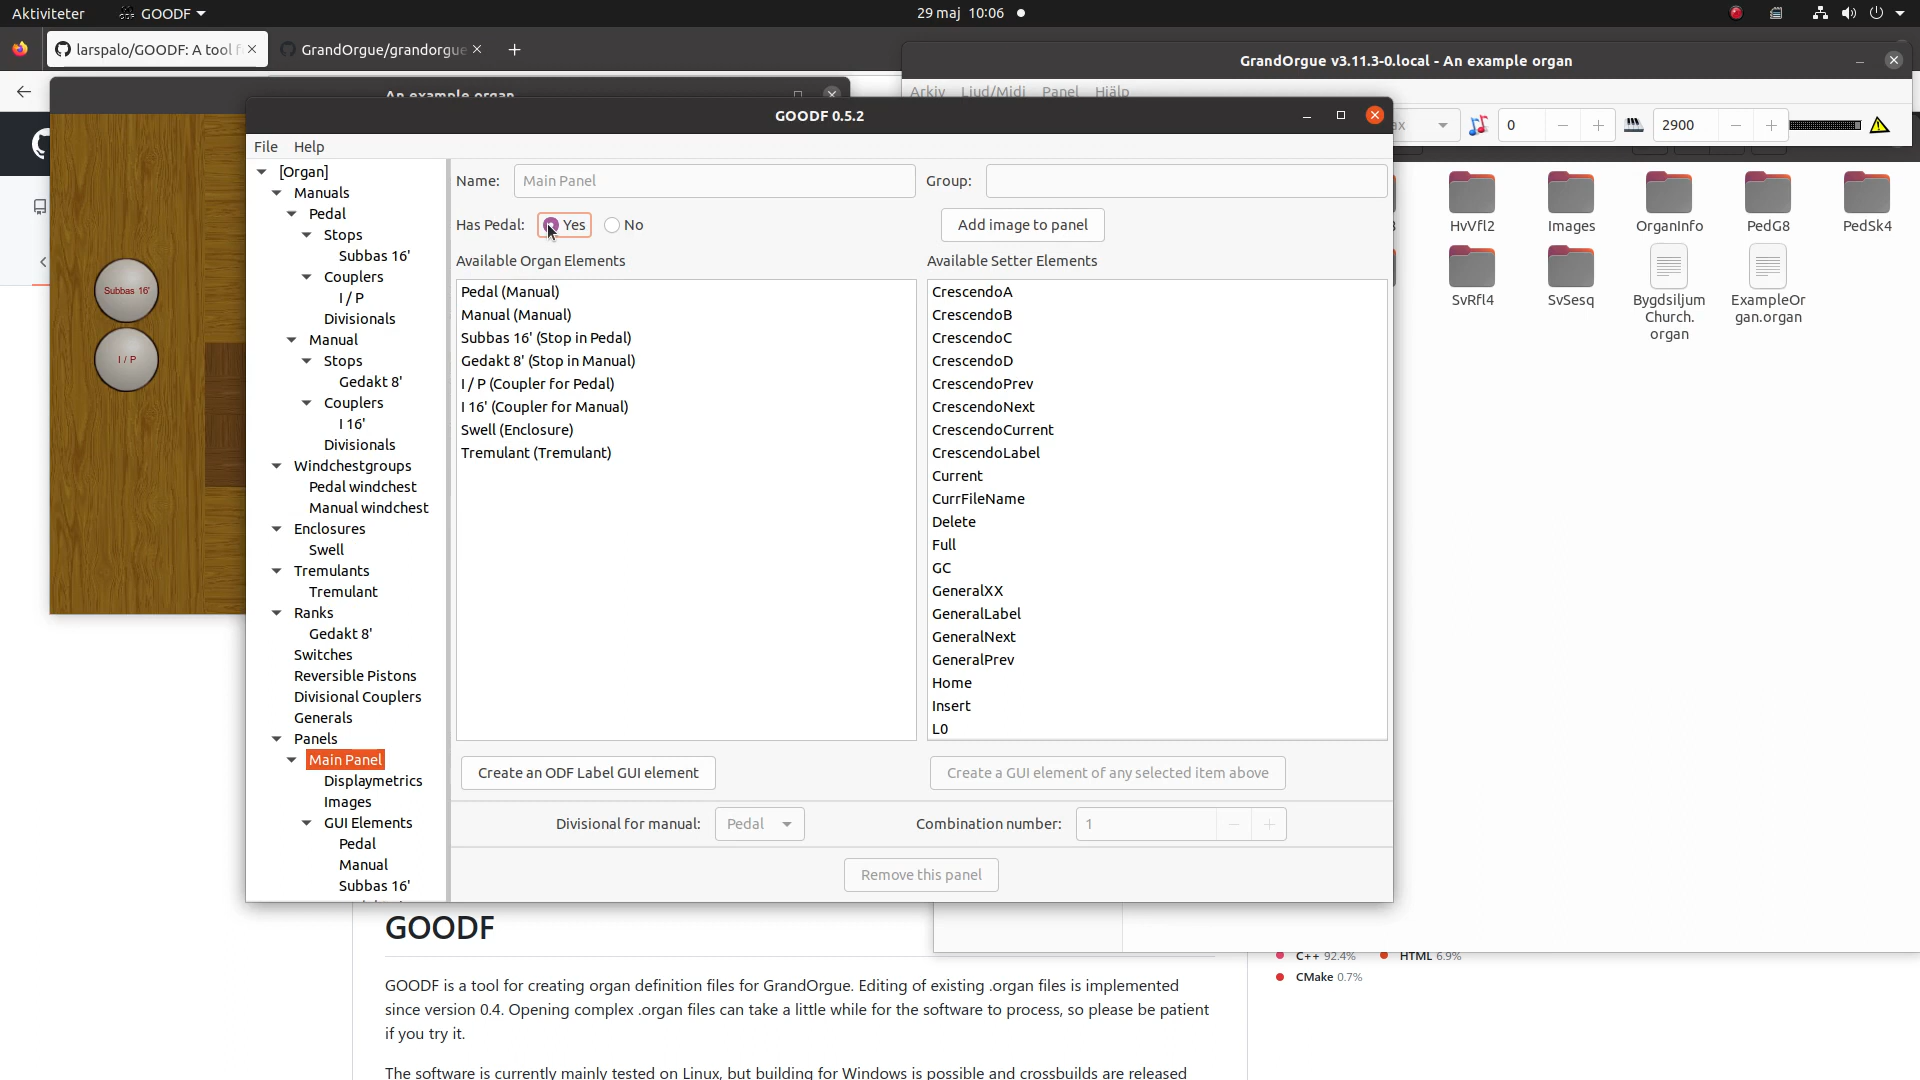 Aktiviteter
GOODF
29 maj 10:06
larspalo/GOODF: A tool f
GrandOrgue/grandorgue
An example organ
GrandOrgue v3.11.3-0.local - An example organ
Arkiv Ljud/Midi Panel Hjälp
0
2900
Subbas 16'
I / P
GOODF 0.5.2
File Help
[Organ]
Manuals
Pedal
Stops
Subbas 16'
Couplers
I / P
Divisionals
Manual
Stops
Gedakt 8'
Couplers
I 16'
Divisionals
Windchestgroups
Pedal windchest
Manual windchest
Enclosures
Swell
Tremulants
Tremulant
Ranks
Gedakt 8'
Switches
Reversible Pistons
Divisional Couplers
Generals
Panels
Main Panel
Displaymetrics
Images
GUI Elements
Pedal
Manual
Subbas 16'
Name: Main Panel
Group:
Has Pedal: Yes No
Add image to panel
Available Organ Elements
Pedal (Manual)
Manual (Manual)
Subbas 16' (Stop in Pedal)
Gedakt 8' (Stop in Manual)
I / P (Coupler for Pedal)
I 16' (Coupler for Manual)
Swell (Enclosure)
Tremulant (Tremulant)
Available Setter Elements
CrescendoA
CrescendoB
CrescendoC
CrescendoD
CrescendoPrev
CrescendoNext
CrescendoCurrent
CrescendoLabel
Current
CurrFileName
Delete
Full
GC
GeneralXX
GeneralLabel
GeneralNext
GeneralPrev
Home
Insert
L0
Create an ODF Label GUI element
Create a GUI element of any selected item above
Divisional for manual: Pedal
Combination number: 1
Remove this panel
HvVfl2
Images
OrganInfo
PedG8
PedSk4
SvRfl4
SvSesq
Bygdsiljum
Church.
organ
ExampleOr
gan.organ
GOODF
GOODF is a tool for creating organ definition files for GrandOrgue. Editing of existing .organ files is implemented
since version 0.4. Opening complex .organ files can take a little while for the software to process, so please be patient
if you try it.
The software is currently mainly tested on Linux, but building for Windows is possible and crossbuilds are released
C++ 92.4%
HTML 6.9%
CMake 0.7%